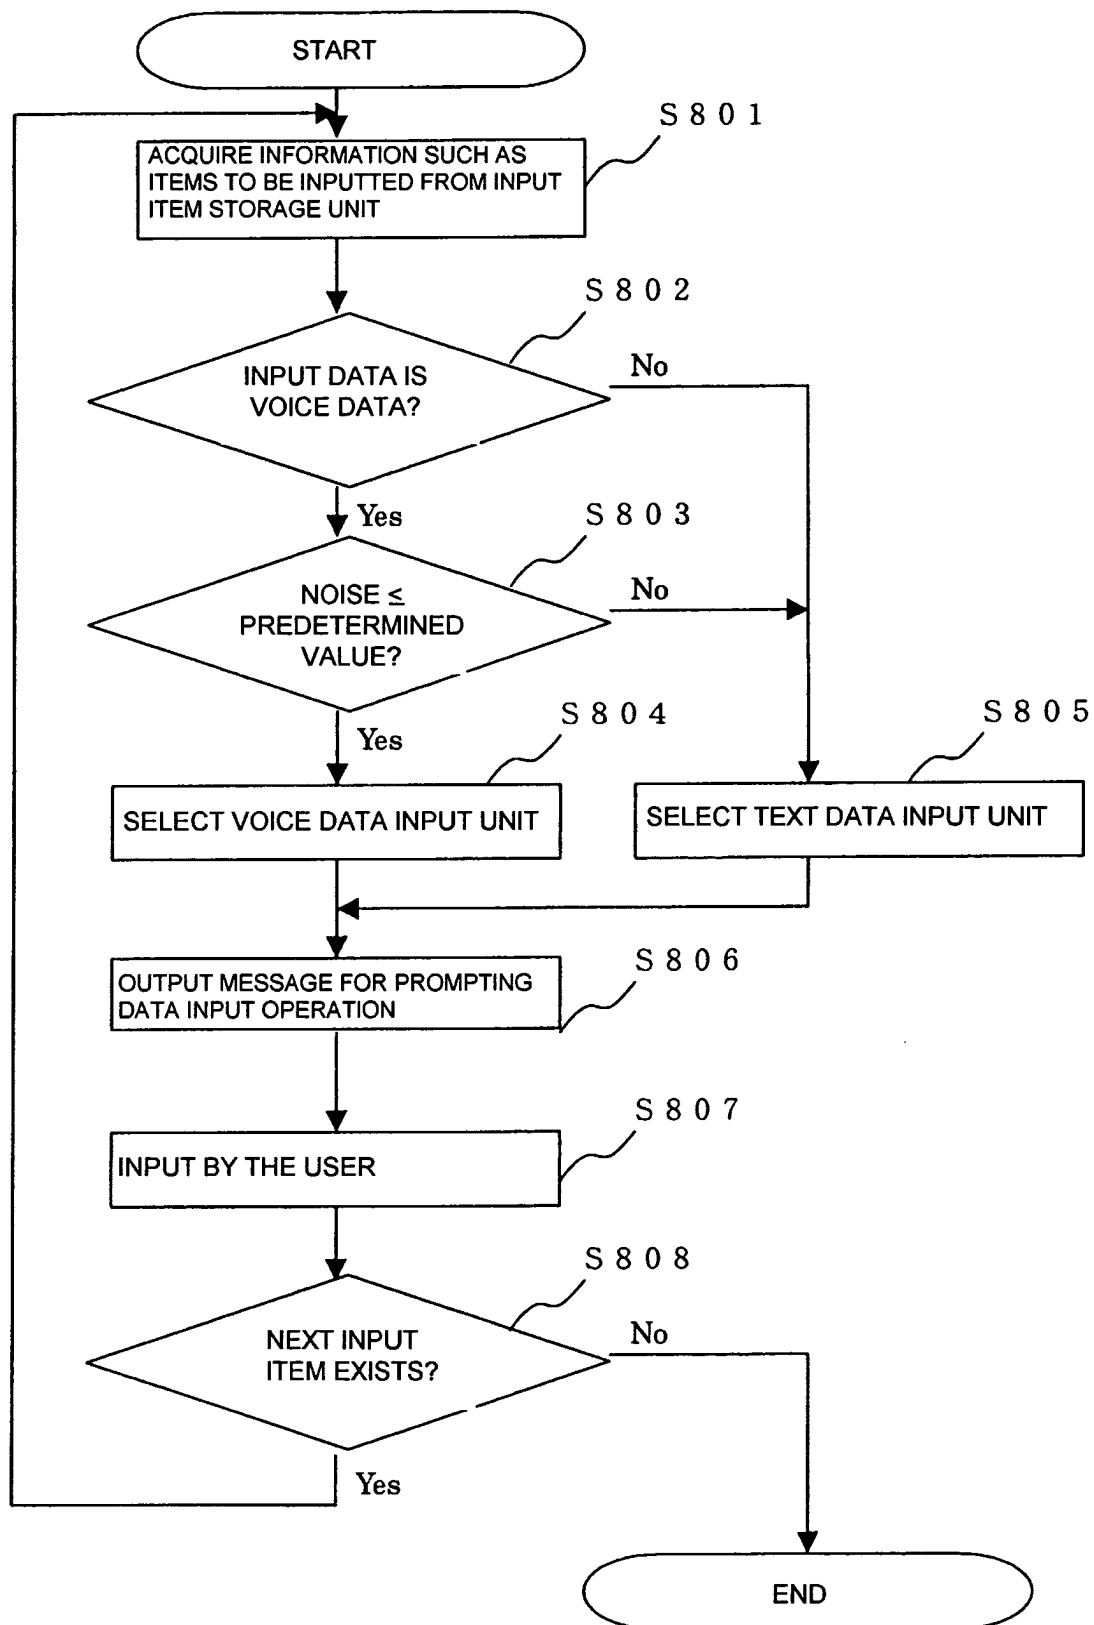 START
S801
ACQUIRE INFORMATION SUCH AS
ITEMS TO BE INPUTTED FROM INPUT
ITEM STORAGE UNIT
S802
INPUT DATA IS
VOICE DATA?
No
Yes
S803
NOISE ≤
PREDETERMINED
VALUE?
No
Yes
S804
SELECT VOICE DATA INPUT UNIT
S805
SELECT TEXT DATA INPUT UNIT
S806
OUTPUT MESSAGE FOR PROMPTING
DATA INPUT OPERATION
S807
INPUT BY THE USER
S808
NEXT INPUT
ITEM EXISTS?
No
Yes
END